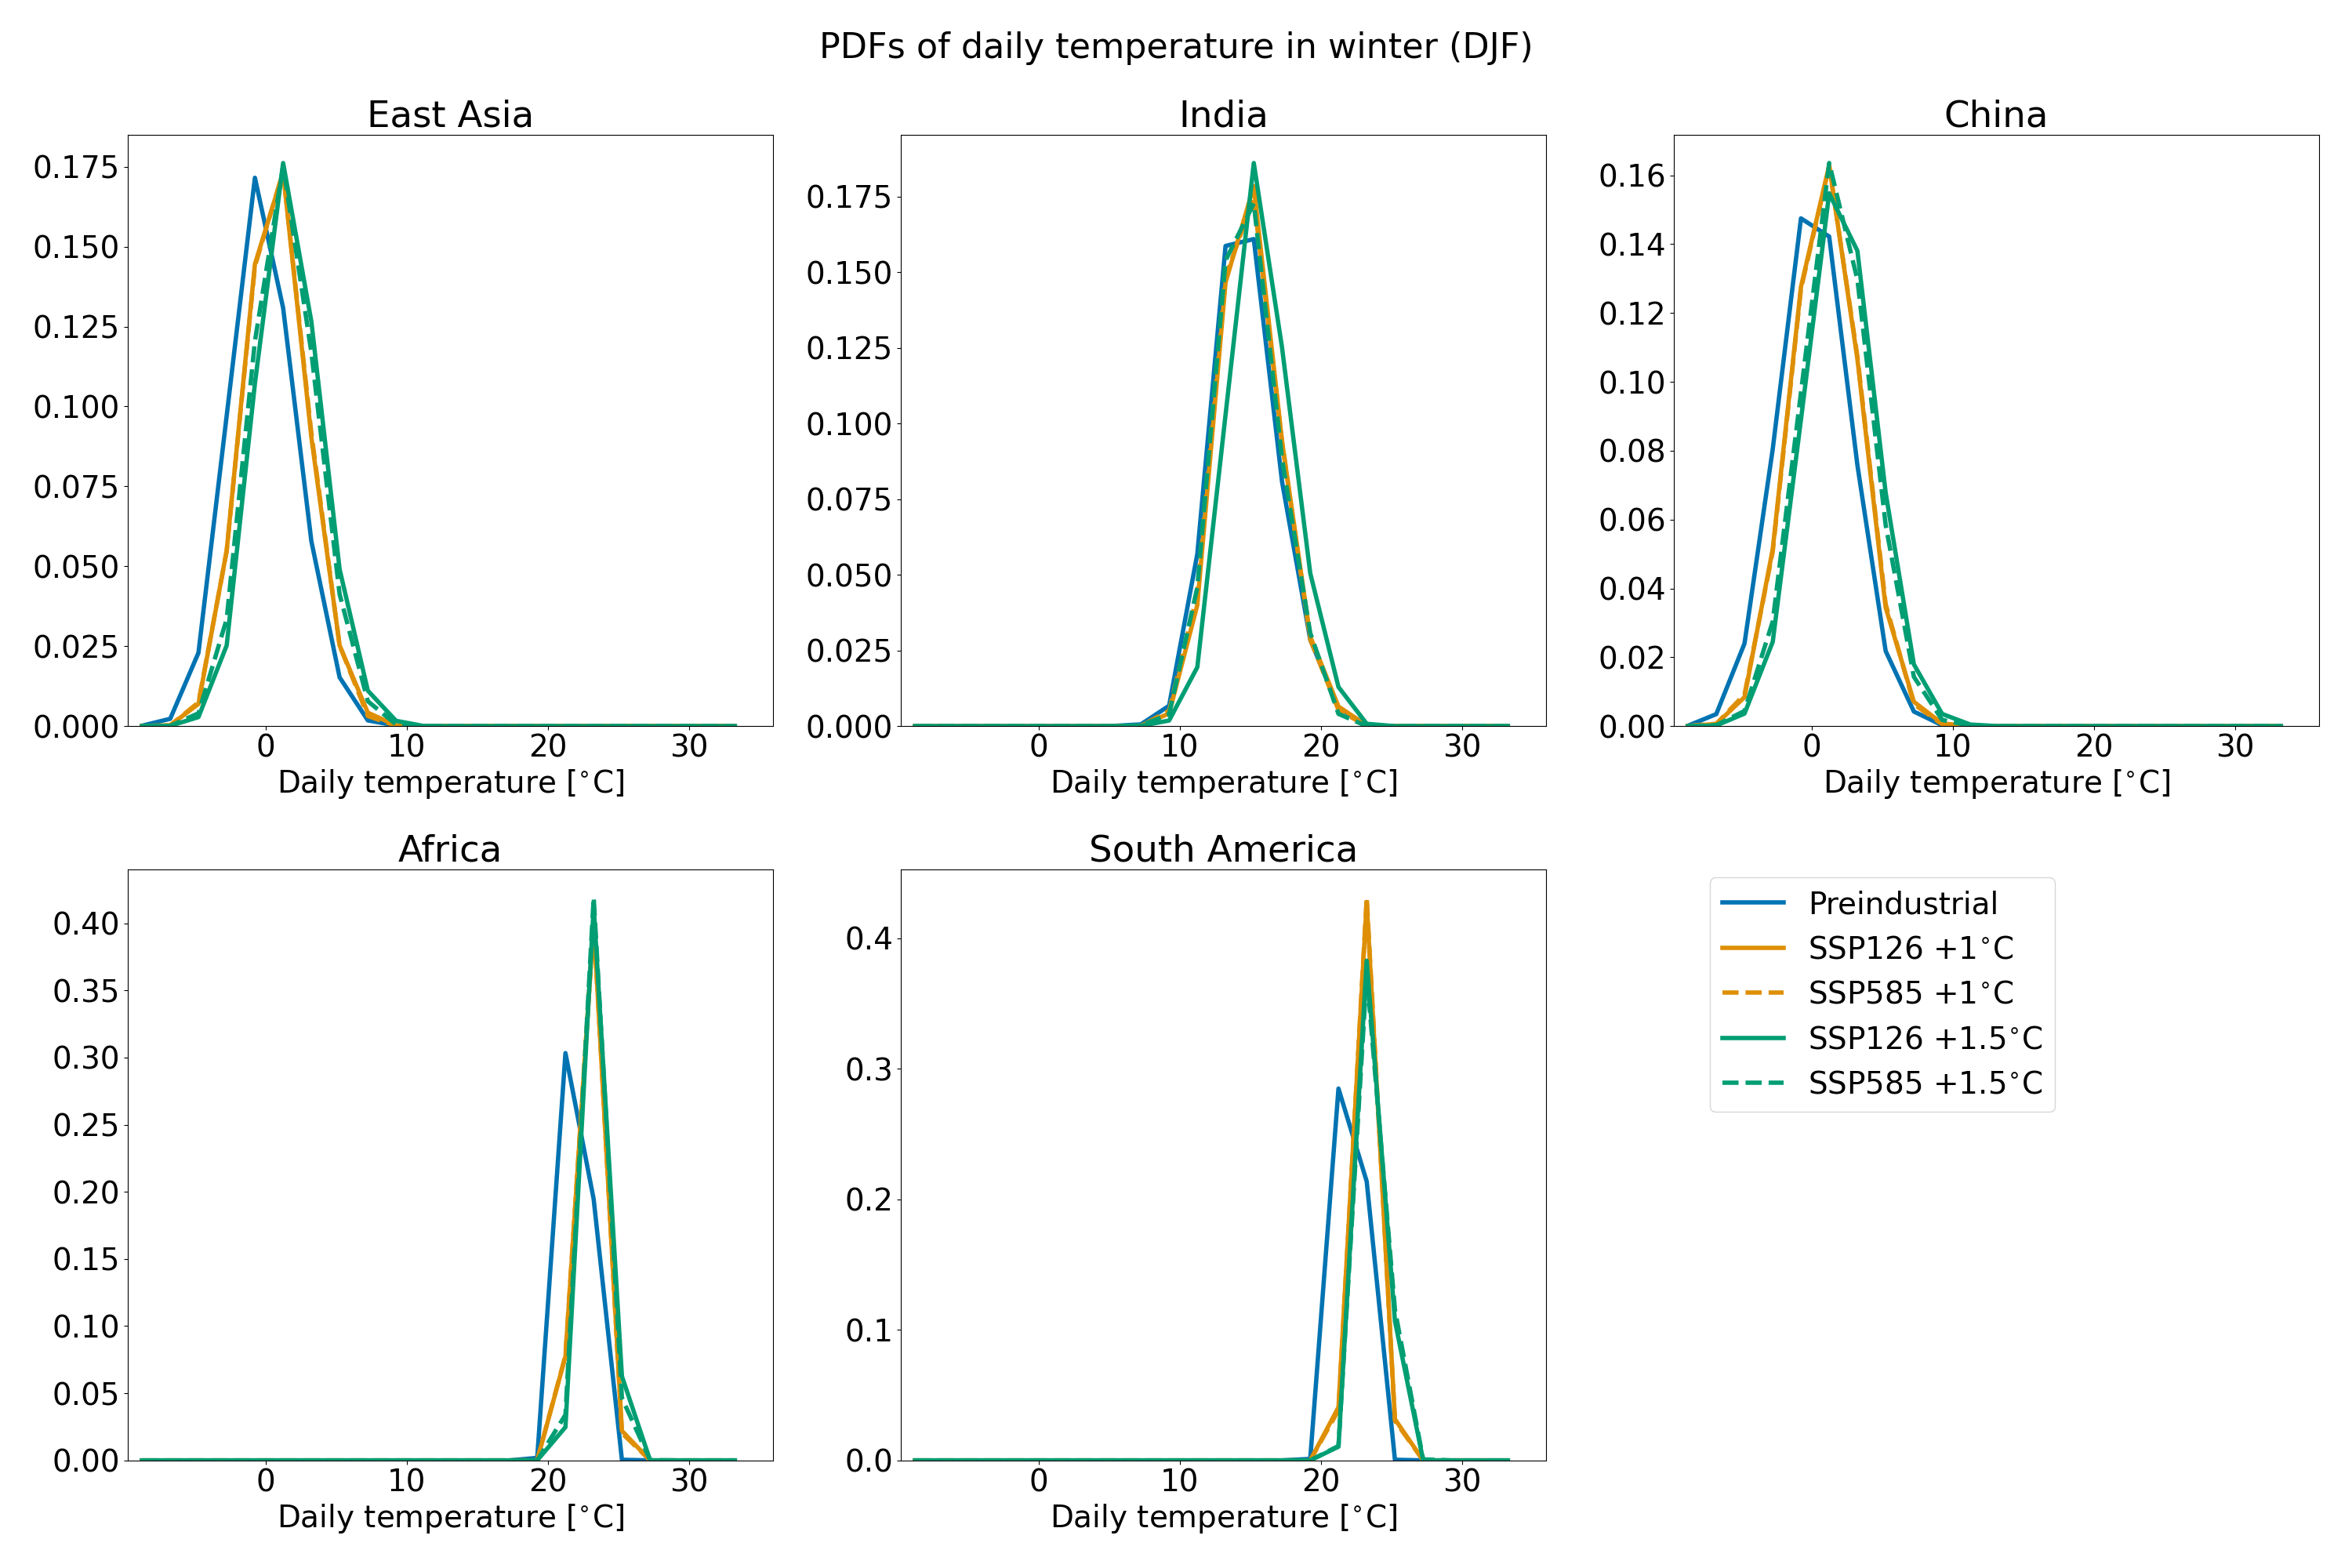 PDFs of daily temperature in winter (DJF)
East Asia
0.175
0.150
0.125
0.100
0.075
0.050
0.025
0.000
0 10 20 30
Daily temperature [°C]
India
0.175
0.150
0.125
0.100
0.075
0.050
0.025
0.000
0 10 20 30
Daily temperature [°C]
China
0.16
0.14
0.12
0.10
0.08
0.06
0.04
0.02
0.00
0 10 20 30
Daily temperature [°C]
Africa
0.40
0.35
0.30
0.25
0.20
0.15
0.10
0.05
0.00
0 10 20 30
Daily temperature [°C]
South America
0.4
0.3
0.2
0.1
0.0
0 10 20 30
Daily temperature [°C]
Preindustrial
SSP126 +1°C
SSP585 +1°C
SSP126 +1.5°C
SSP585 +1.5°C